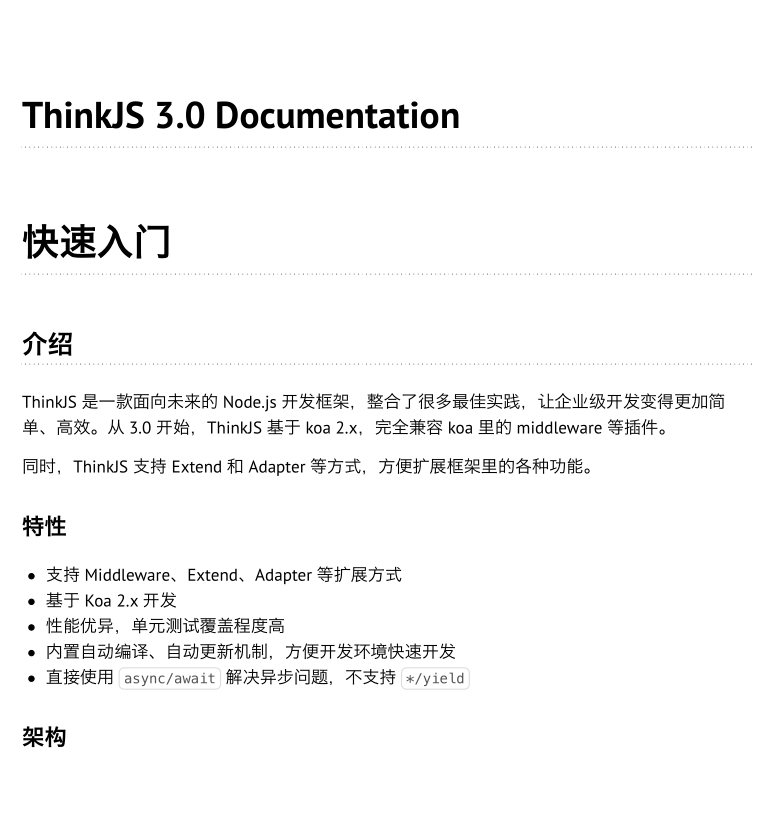 ThinkJS 3.0 Documentation
快速入门
介绍
ThinkJS 是一款面向未来的 Node.js 开发框架，整合了很多最佳实践，让企业级开发变得更加简
单、高效。从 3.0 开始，ThinkJS 基于 koa 2.x，完全兼容 koa 里的 middleware 等插件。
同时，ThinkJS 支持 Extend 和 Adapter 等方式，方便扩展框架里的各种功能。
特性
• 支持 Middleware、Extend、Adapter 等扩展方式
• 基于 Koa 2.x 开发
• 性能优异，单元测试覆盖程度高
• 内置自动编译、自动更新机制，方便开发环境快速开发
• 直接使用 async/await 解决异步问题，不支持 */yield
架构